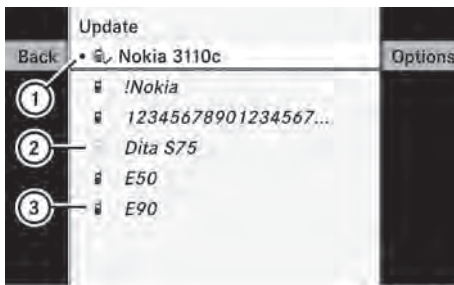 Update
Back
• Nokia 3110c
Options
!Nokia
12345678901234567...
Dita S75
E50
E90
1
2
3